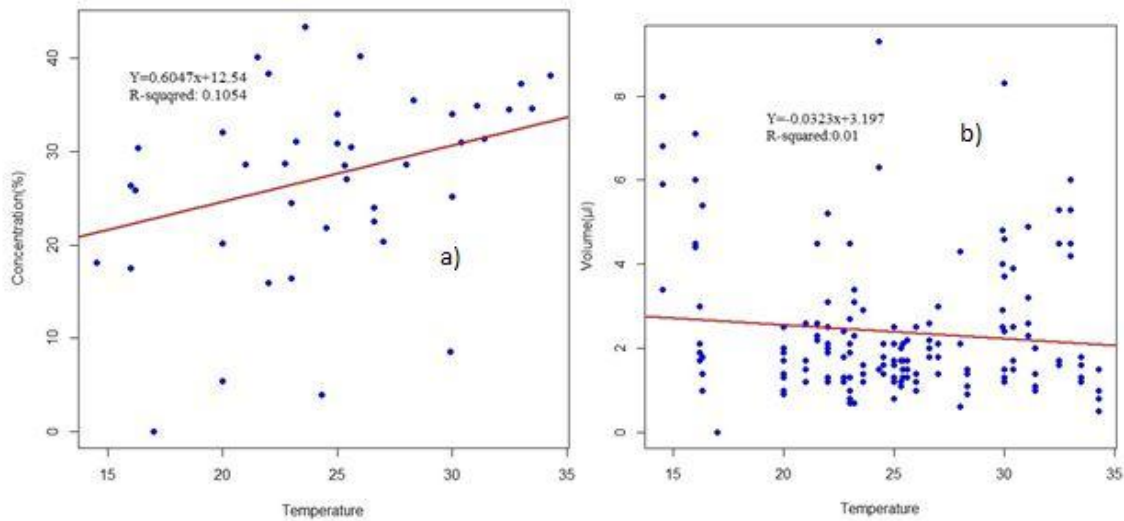 Y=0.6047x+12.54
R-squqred: 0.1054
a)
Concentration(%)
0
10
20
30
40
15
20
25
30
35
Temperature
Y=-0.0323x+3.197
R-squared:0.01
b)
Volume(µl)
0
2
4
6
8
15
20
25
30
35
Temperature